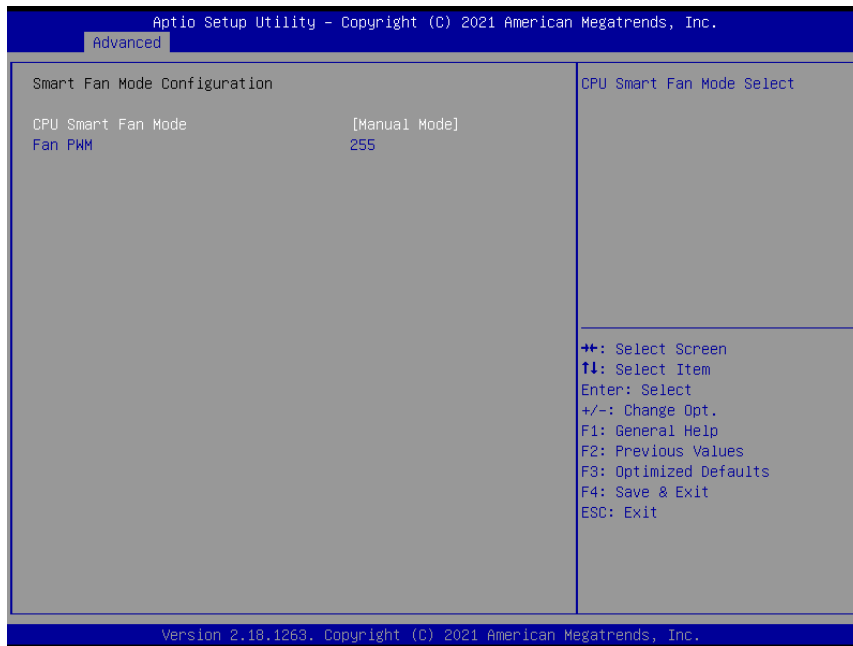 Aptio Setup Utility – Copyright (C) 2021 American Megatrends, Inc.
Advanced
Smart Fan Mode Configuration
CPU Smart Fan Mode [Manual Mode]
Fan PWM 255
CPU Smart Fan Mode Select
→←: Select Screen
↑↓: Select Item
Enter: Select
+/-: Change Opt.
F1: General Help
F2: Previous Values
F3: Optimized Defaults
F4: Save & Exit
ESC: Exit
Version 2.18.1263. Copyright (C) 2021 American Megatrends, Inc.